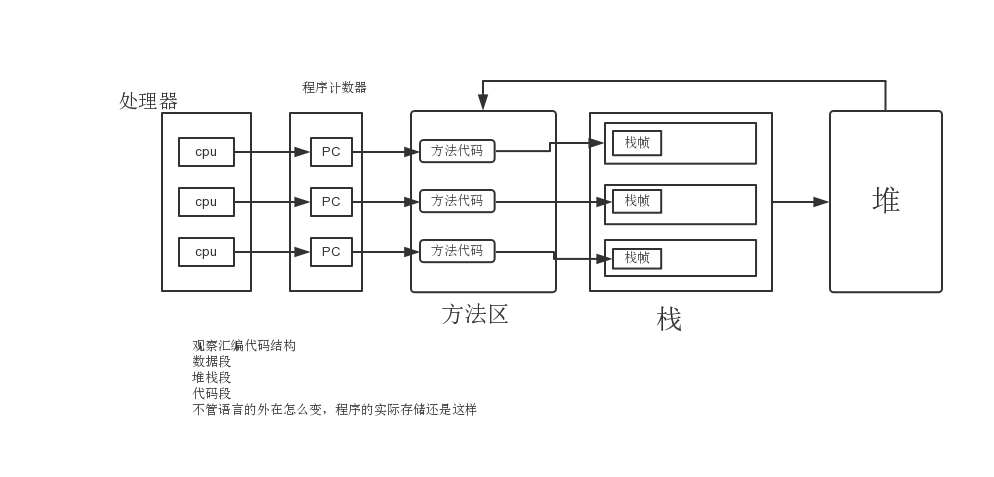 处理器
程序计数器
cpu PC 方法代码 栈帧
cpu PC 方法代码 栈帧
cpu PC 方法代码 栈帧
堆
方法区
栈
观察汇编代码结构
数据段
堆栈段
代码段
不管语言的外在怎么变，程序的实际存储还是这样